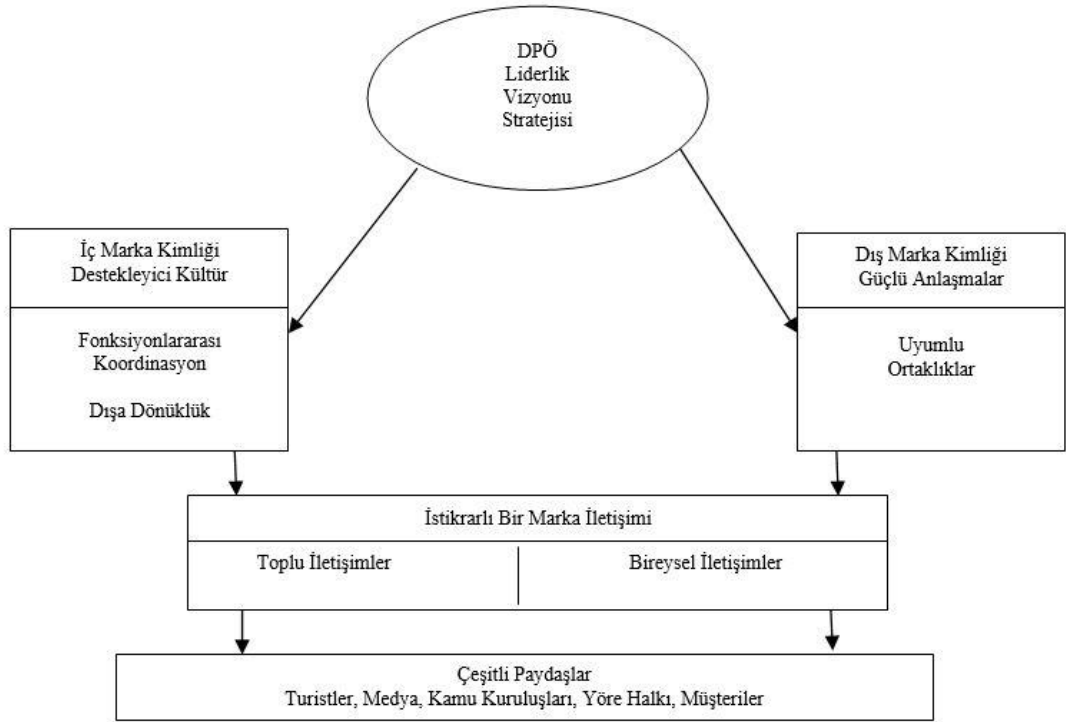 DPÖ
Liderlik
Vizyonu
Stratejisi
İç Marka Kimliği
Destekleyici Kültür
Fonksiyonlararası
Koordinasyon
Dışa Dönüklük
Dış Marka Kimliği
Güçlü Anlaşmalar
Uyumlu
Ortaklıklar
İstikrarlı Bir Marka İletişimi
Toplu İletişimler
Bireysel İletişimler
Çeşitli Paydaşlar
Turistler, Medya, Kamu Kuruluşları, Yöre Halkı, Müşteriler